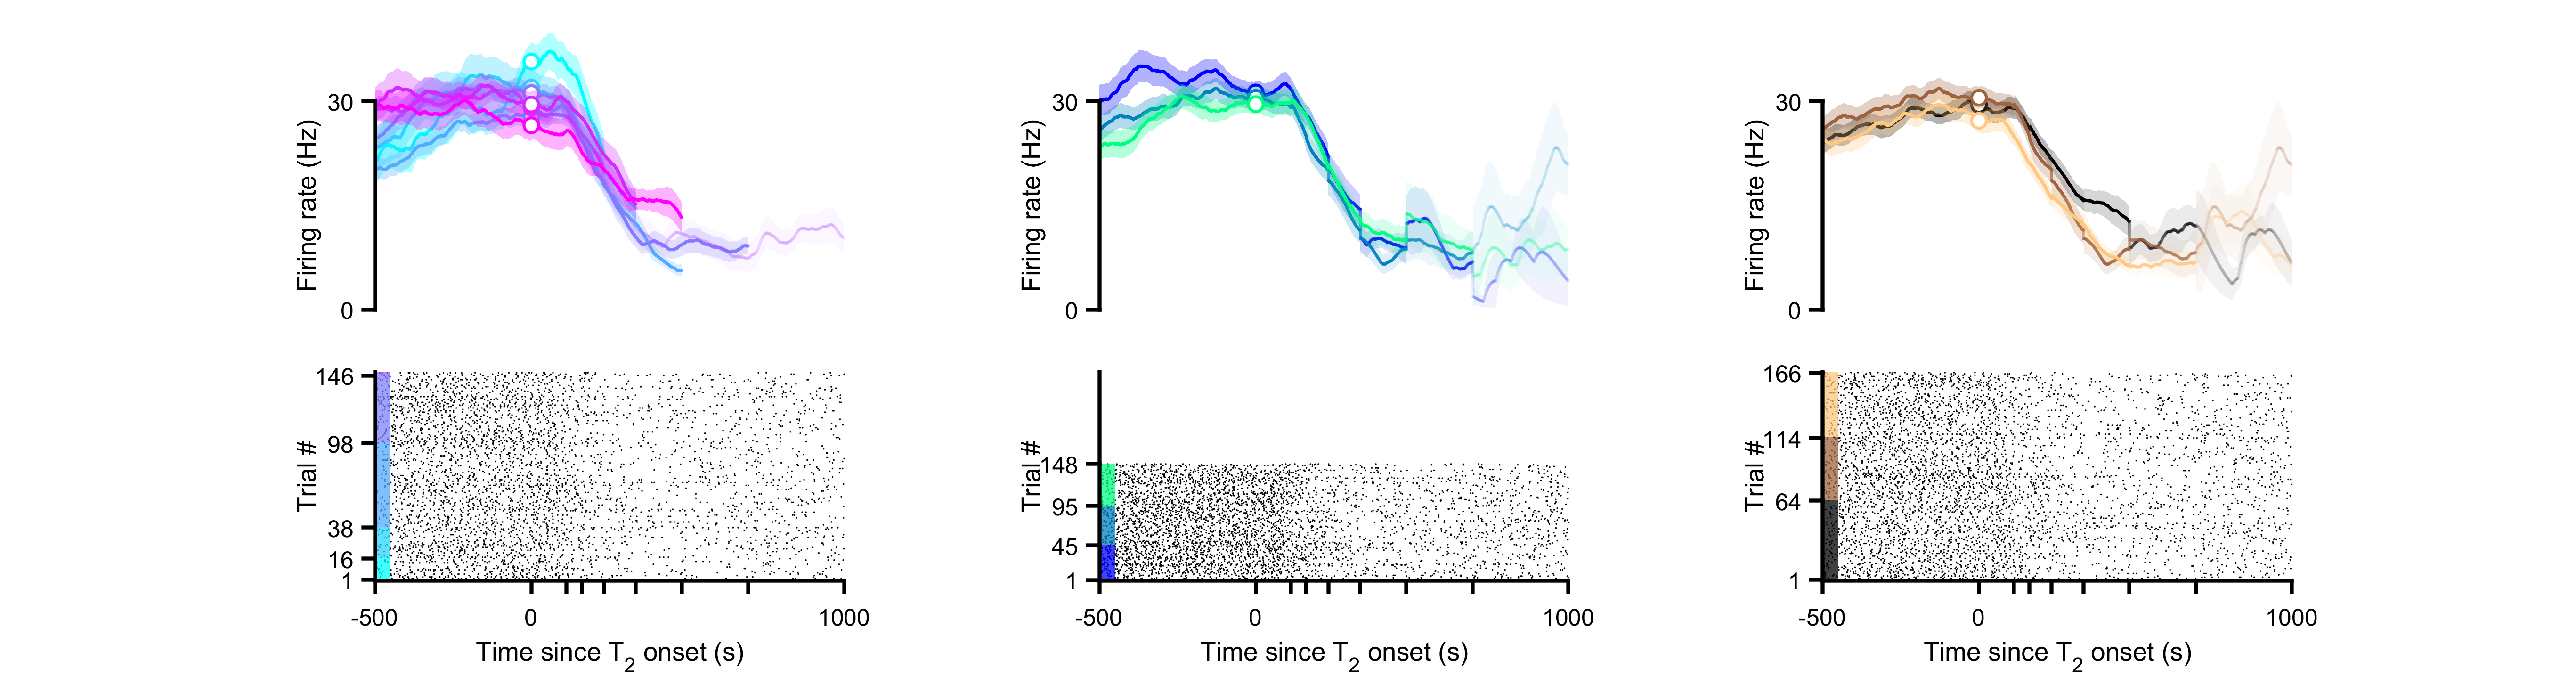 30
Firing rate (Hz)
0
30
Firing rate (Hz)
0
30
Firing rate (Hz)
0
146
98
38
16
1
Trial #
-500 0 1000
Time since T2 onset (s)
148
95
45
1
Trial #
-500 0 1000
Time since T2 onset (s)
166
114
64
1
Trial #
-500 0 1000
Time since T2 onset (s)